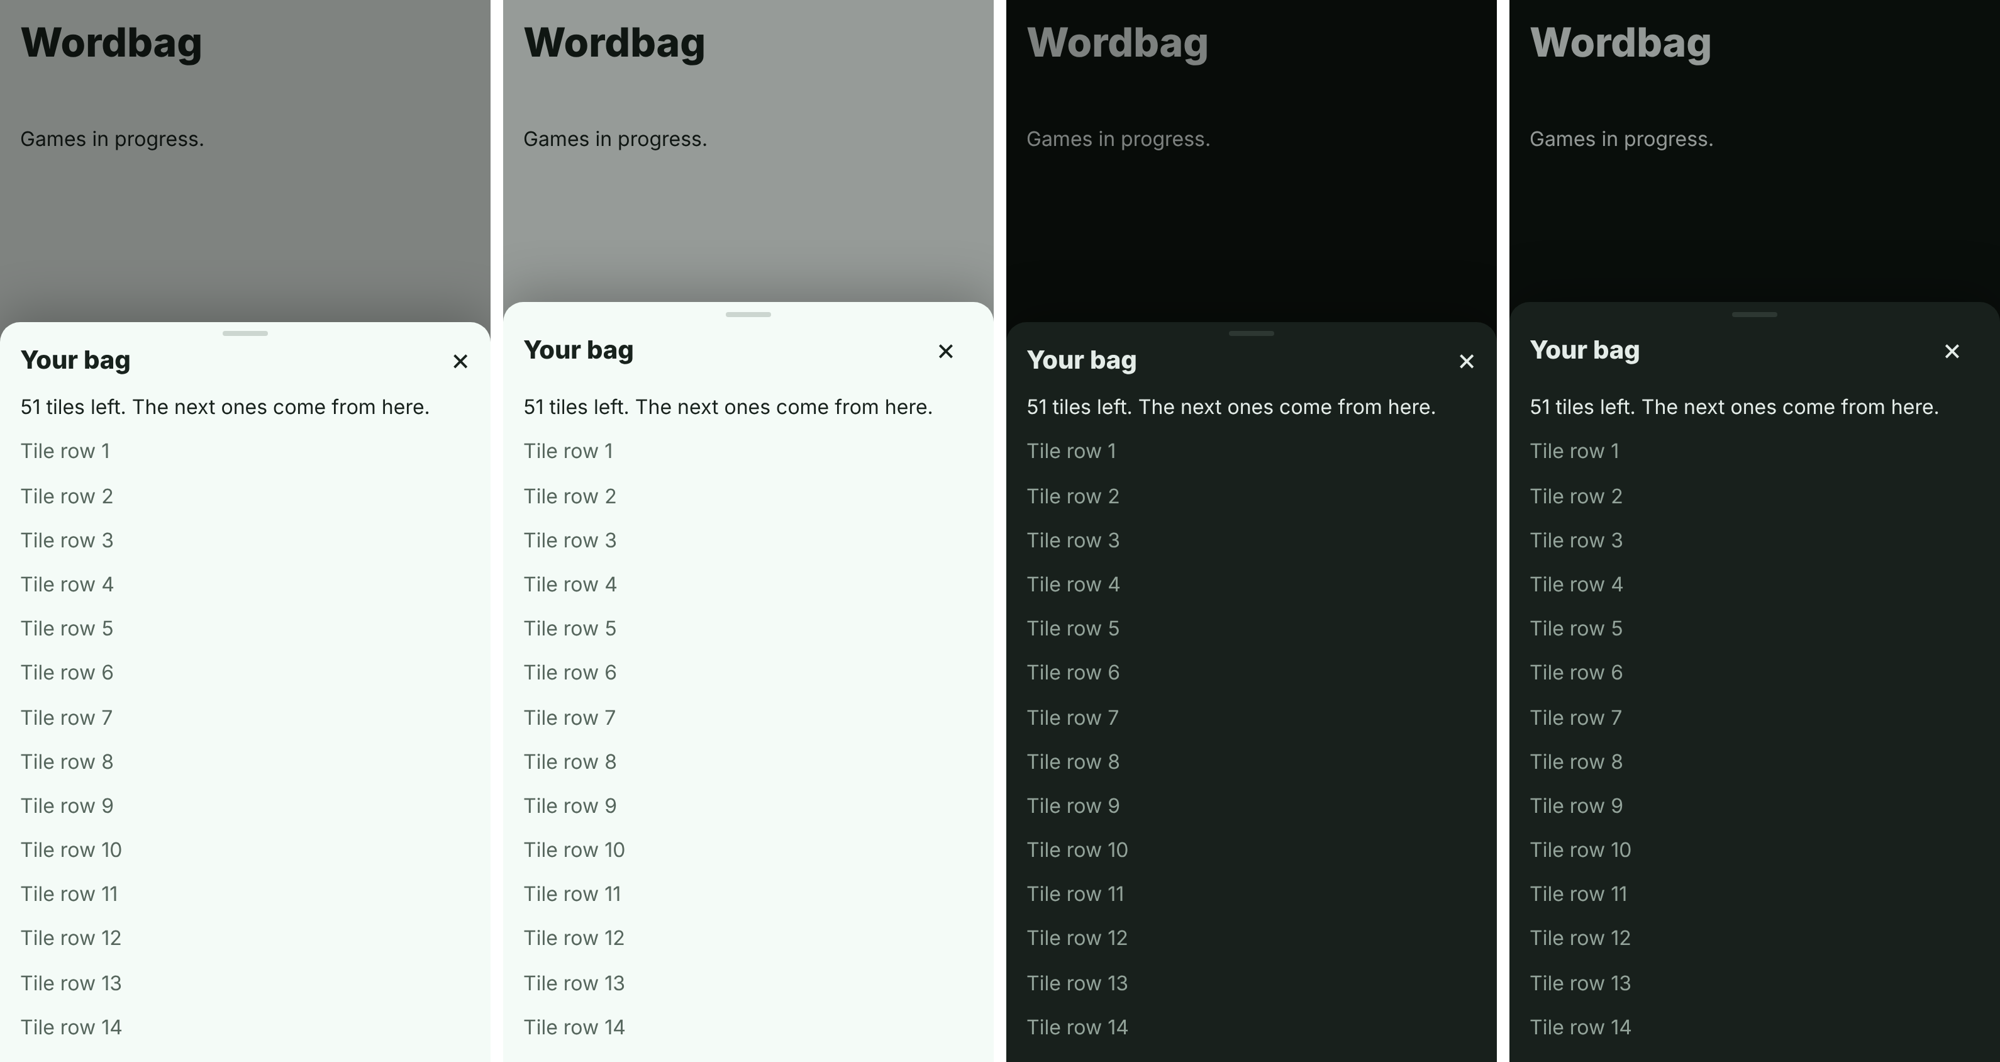 Wordbag
Games in progress.
Your bag
51 tiles left. The next ones come from here.
Tile row 1
Tile row 2
Tile row 3
Tile row 4
Tile row 5
Tile row 6
Tile row 7
Tile row 8
Tile row 9
Tile row 10
Tile row 11
Tile row 12
Tile row 13
Tile row 14
Wordbag
Games in progress.
Your bag
51 tiles left. The next ones come from here.
Tile row 1
Tile row 2
Tile row 3
Tile row 4
Tile row 5
Tile row 6
Tile row 7
Tile row 8
Tile row 9
Tile row 10
Tile row 11
Tile row 12
Tile row 13
Tile row 14
Wordbag
Games in progress.
Your bag
51 tiles left. The next ones come from here.
Tile row 1
Tile row 2
Tile row 3
Tile row 4
Tile row 5
Tile row 6
Tile row 7
Tile row 8
Tile row 9
Tile row 10
Tile row 11
Tile row 12
Tile row 13
Tile row 14
Wordbag
Games in progress.
Your bag
51 tiles left. The next ones come from here.
Tile row 1
Tile row 2
Tile row 3
Tile row 4
Tile row 5
Tile row 6
Tile row 7
Tile row 8
Tile row 9
Tile row 10
Tile row 11
Tile row 12
Tile row 13
Tile row 14